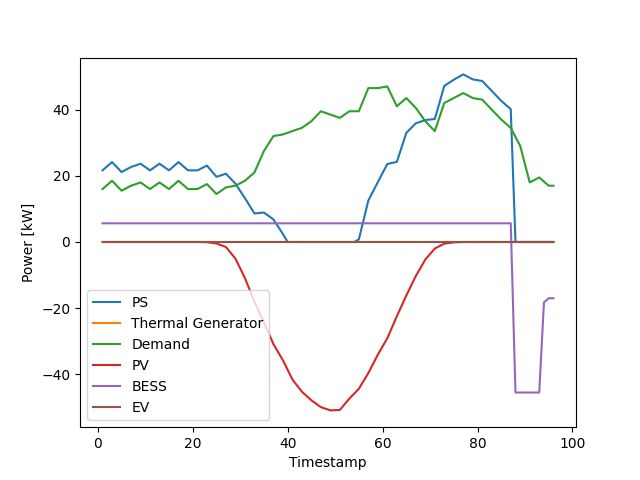 Power [kW]
40
20
0
−20
−40
PS
Thermal Generator
Demand
PV
BESS
EV
0 20 40 60 80 100
Timestamp